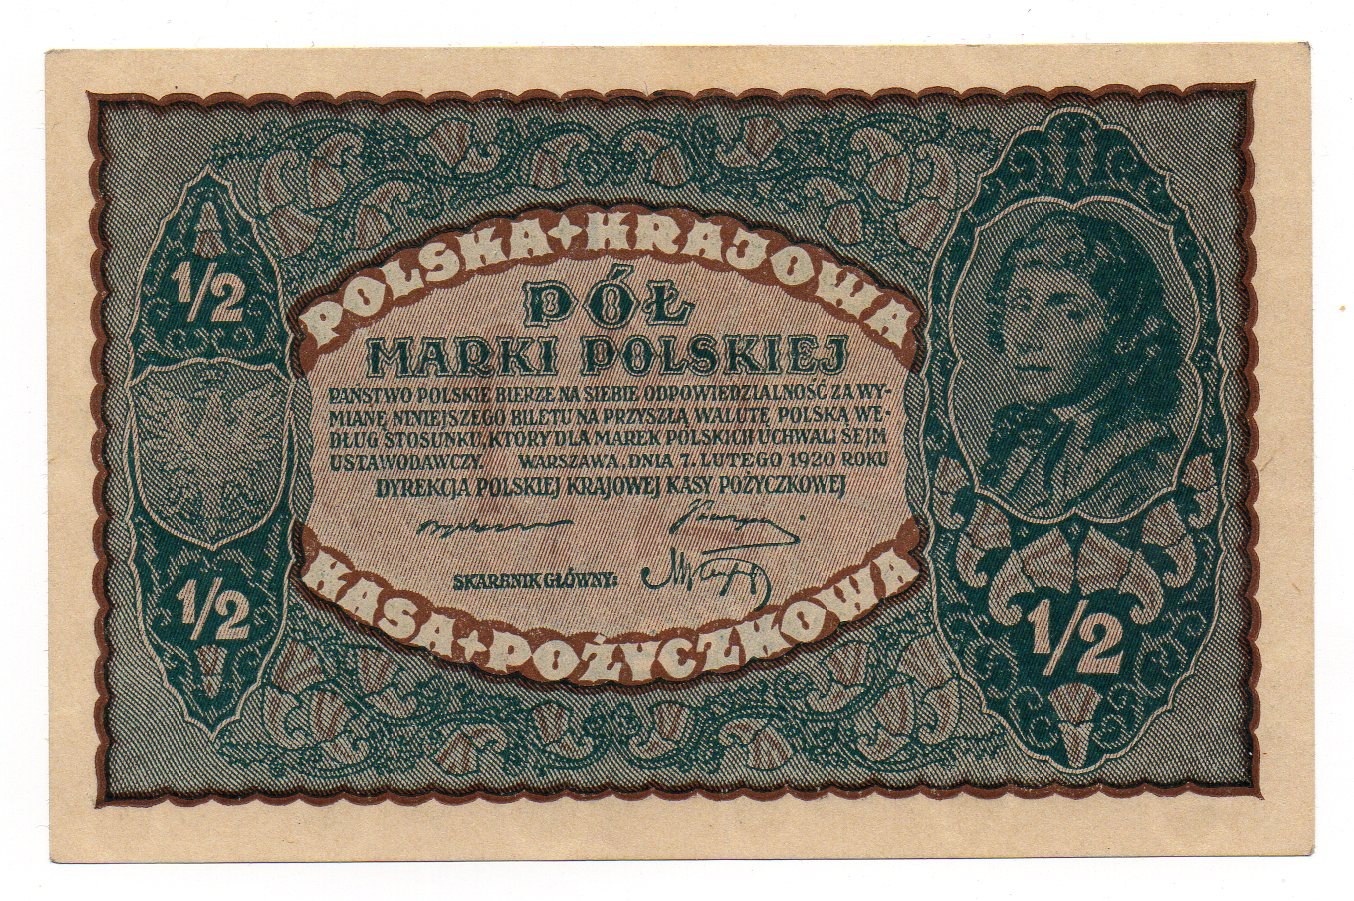 POLSKA + KRAJOWA
PÓŁ
MARKI POLSKIEJ
PAŃSTWO POLSKIE BIERZE NA SIEBIE ODPOWIEDZIALNOŚĆ ZA WY-
MIANĘ NINIEJSZEGO BILETU NA PRZYSZŁĄ WALUTĘ POLSKĄ WE-
DŁUG STOSUNKU, KTÓRY DLA MAREK POLSKICH UCHWALI SEJM
USTAWODAWCZY. WARSZAWA, DNIA 7. LUTEGO 1920 ROKU
DYREKCJA POLSKIEJ KRAJOWEJ KASY POŻYCZKOWEJ
SKARBNIK GŁÓWNY:
KASA + POŻYCZKOWA
1/2
1/2
1/2